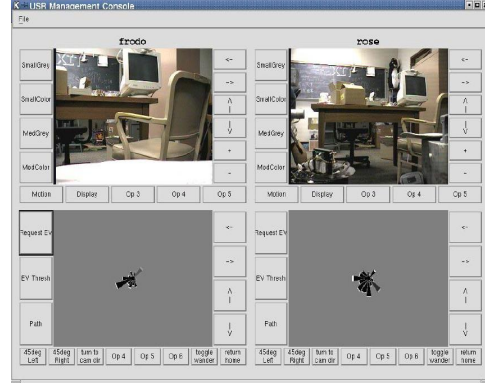 USR Management Console
File
frodo
rose
SmallGrey
<-
SmallGrey
<-
->
->
SmallColor
SmallColor
MedGrey
MedGrey
+
+
ModColor
-
ModColor
-
Motion Display Op 3 Op 4 Op 5
Motion Display Op 3 Op 4 Op 5
Request EV
<-
Request EV
<-
->
->
EV Thresh
EV Thresh
Path
Path
45deg Left
45deg Right
turn to cam dir
Op 4
Op 5
Op 6
toggle wander
return home
45deg Left
45deg Right
turn to cam dir
Op 4
Op 5
Op 6
toggle wander
return home